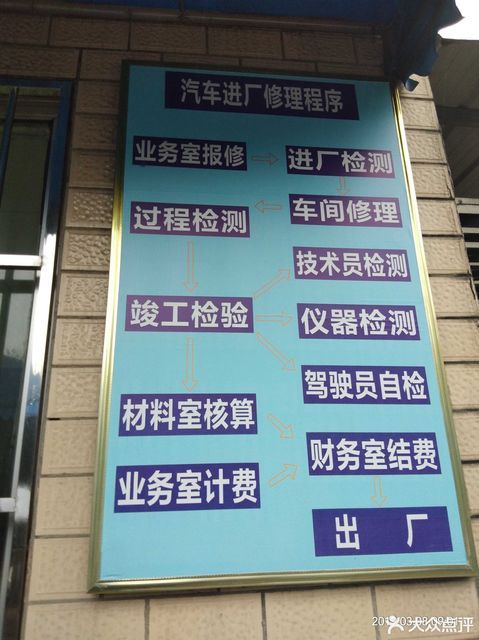 汽车进厂修理程序
业务室报修
进厂检测
车间修理
过程检测
技术员检测
竣工检验
仪器检测
驾驶员自检
材料室核算
财务室结费
业务室计费
出 厂
大众点评